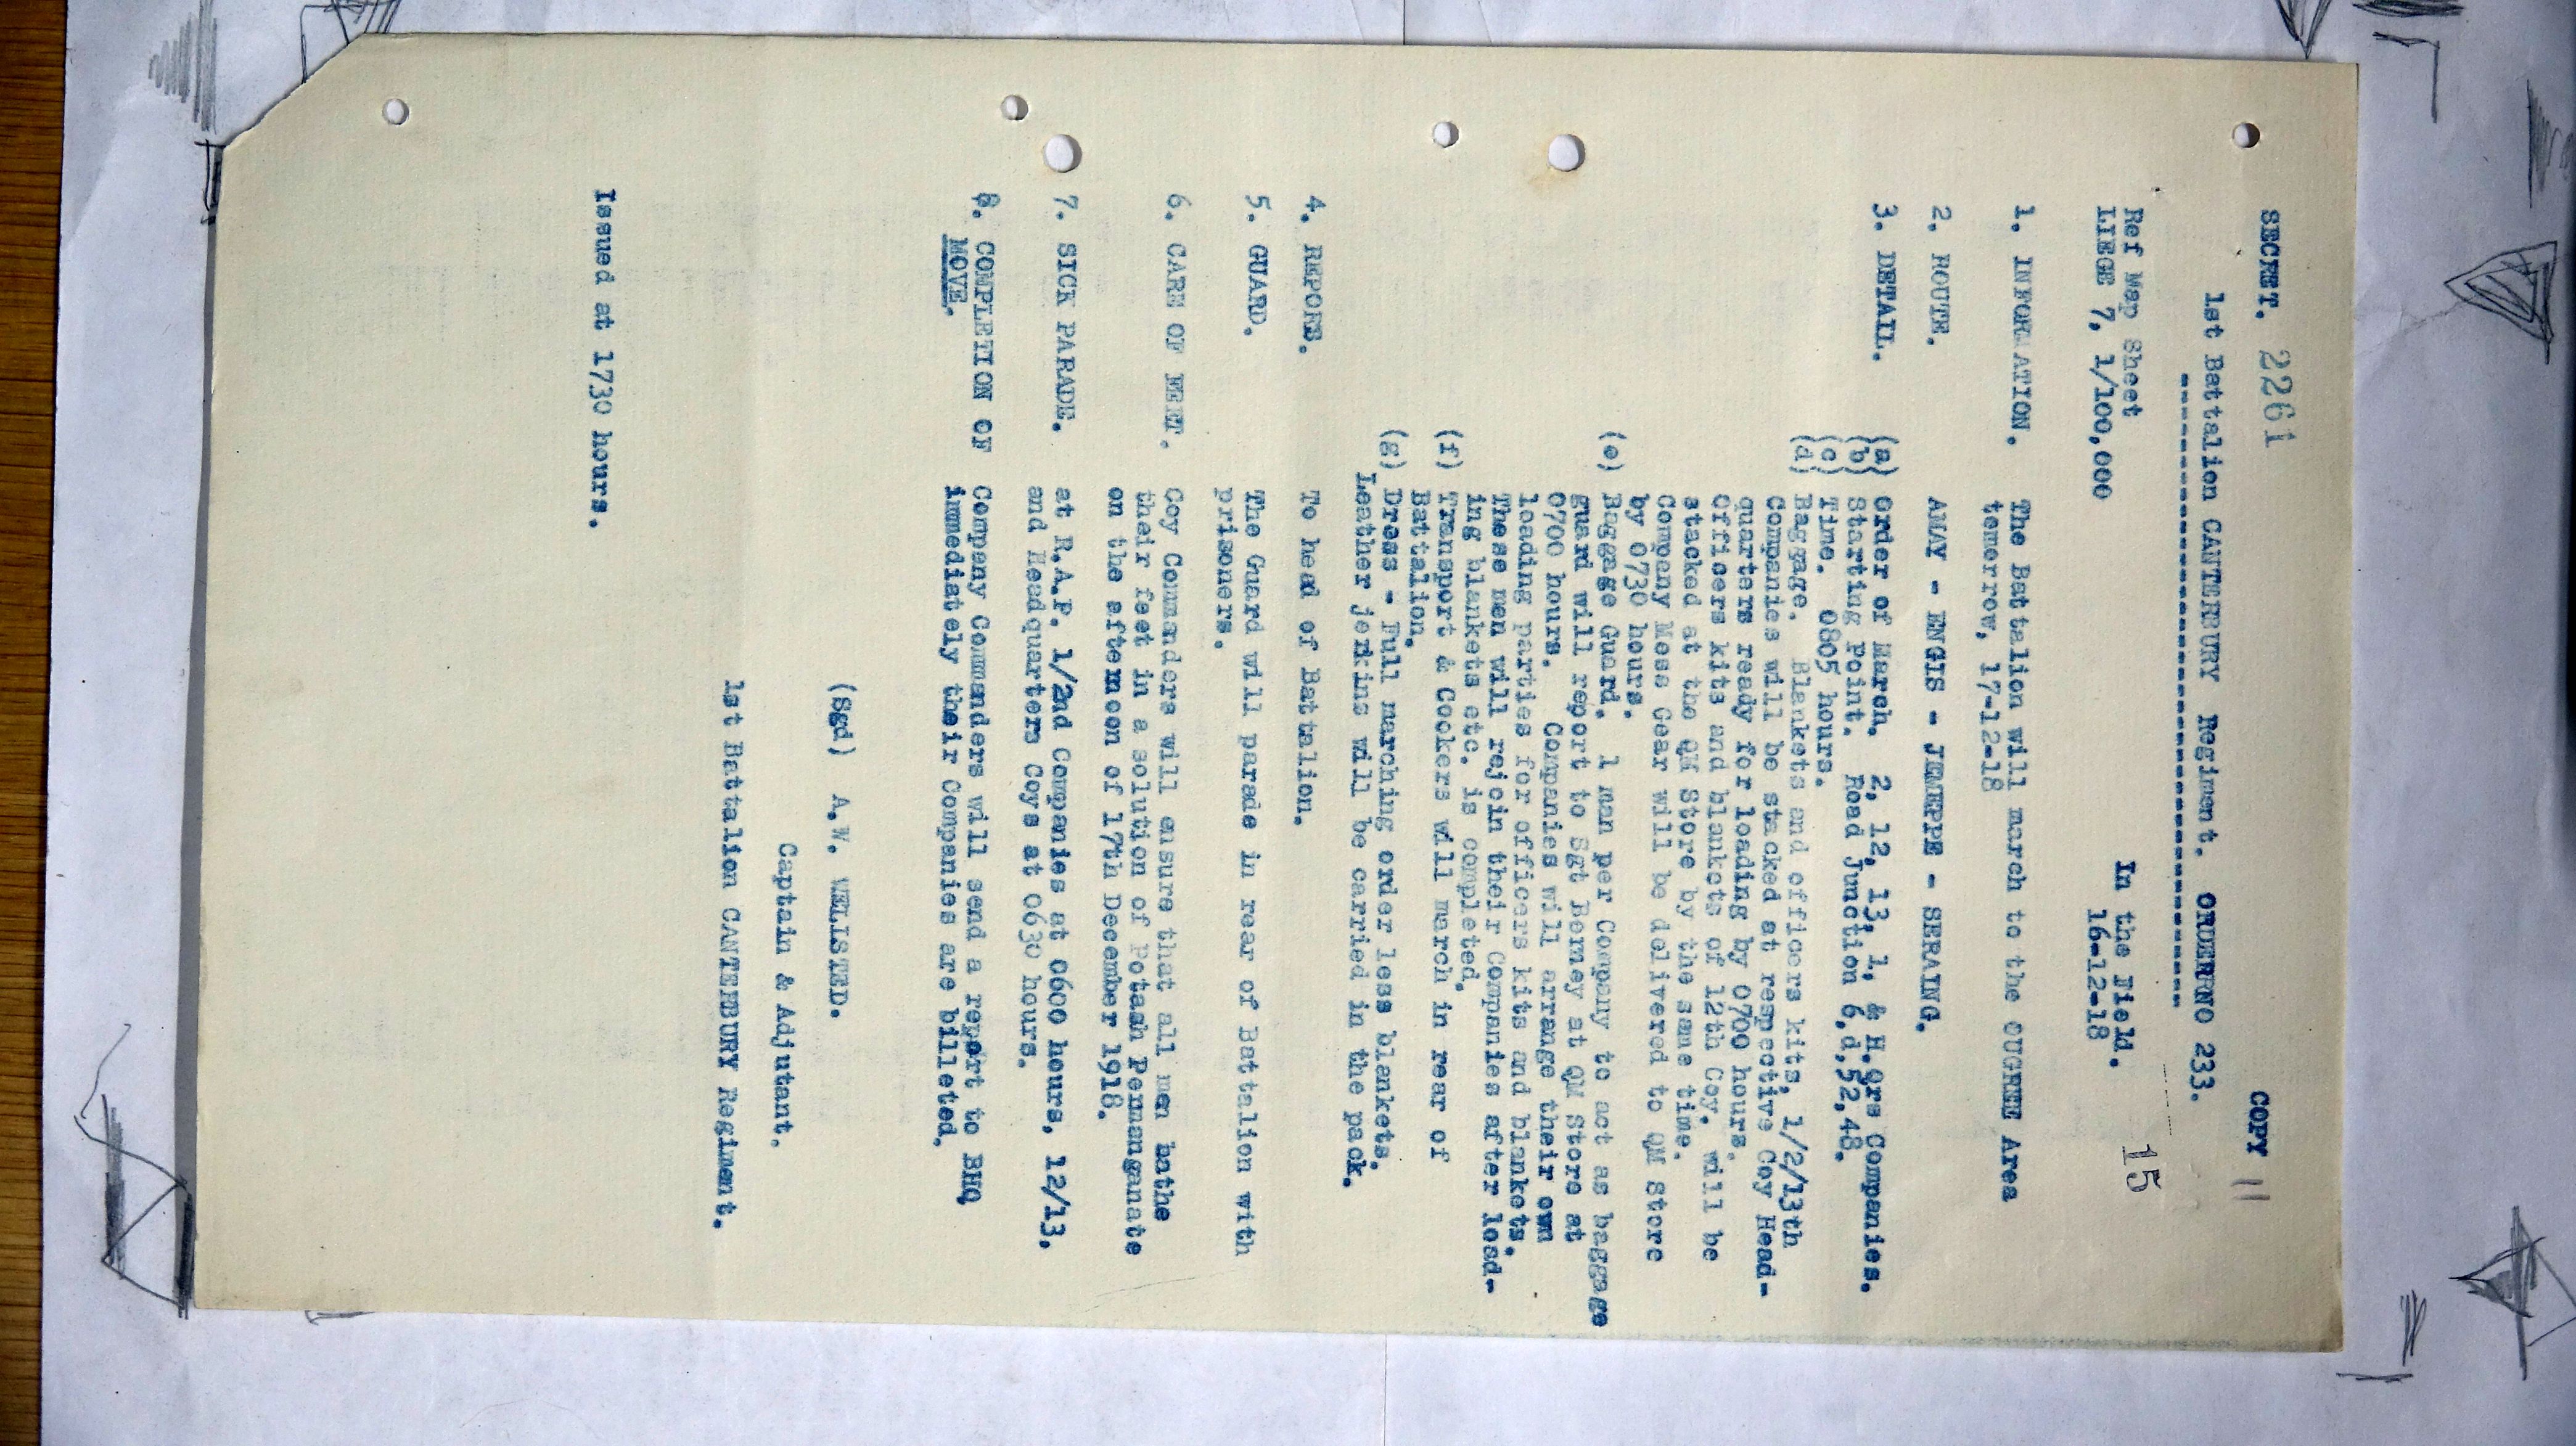 SECRET. 2261 COPY 11
1st Battalion CANTERBURY Regiment. ORDERNO 233.
Ref Map Sheet
LIEGE 7, 1/100,000
In the Field.
16-12-18
15
1. INFORMATION. The Battalion will march to the OUGREE Area
temorrow, 17-12-18
2. ROUTE. AMAY - ENGIS - JEMEPPE - SERAING.
3. DETAIL. (a) Order of March. 2, 12, 13, 1, & H.qrs Companies.
(b) Starting Point. Road Junction 6,d,52,48.
(c) Time. 0805 hours.
(d) Baggage. Blankets and officers kits, 1/2/13th
Companies will be stacked at respective Coy Head-
quarters ready for loading by 0700 hours.
Officers kits and blankets of 12th Coy, will be
stacked at the QM Store by the same time.
Company Mess Gear will be delivered to QM Store
by 0730 hours.
(e) Baggage Guard. 1 man per Company to act as baggage
guard will report to Sgt Berney at QM Store at
0700 hours. Companies will arrange their own
loading parties for officers kits and blankets.
These men will rejoin their Companies after load-
ing blankets etc. is completed.
(f) Transport & Cookers will march in rear of
Battalion.
(g) Dress - Full marching order less blankets.
Leather jerkins will be carried in the pack.
4. REPORTS. To head of Battalion.
5. GUARD. The Guard will parade in rear of Battalion with
prisoners.
6. CARE OF FEET. Coy Commanders will ensure that all men bathe
their feet in a solution of Potash Permanganate
on the afternoon of 17th December 1918.
7. SICK PARADE. at R.A.P. 1/2nd Companies at 0600 hours, 12/13,
and Headquarters Coys at 0630 hours.
8. COMPLETION OF Company Commanders will send a report to BHQ
MOVE. immediately their Companies are billeted.
(Sgd) A.W. WELLSTED.
Captain & Adjutant.
1st Battalion CANTERBURY Regiment.
Issued at 1730 hours.